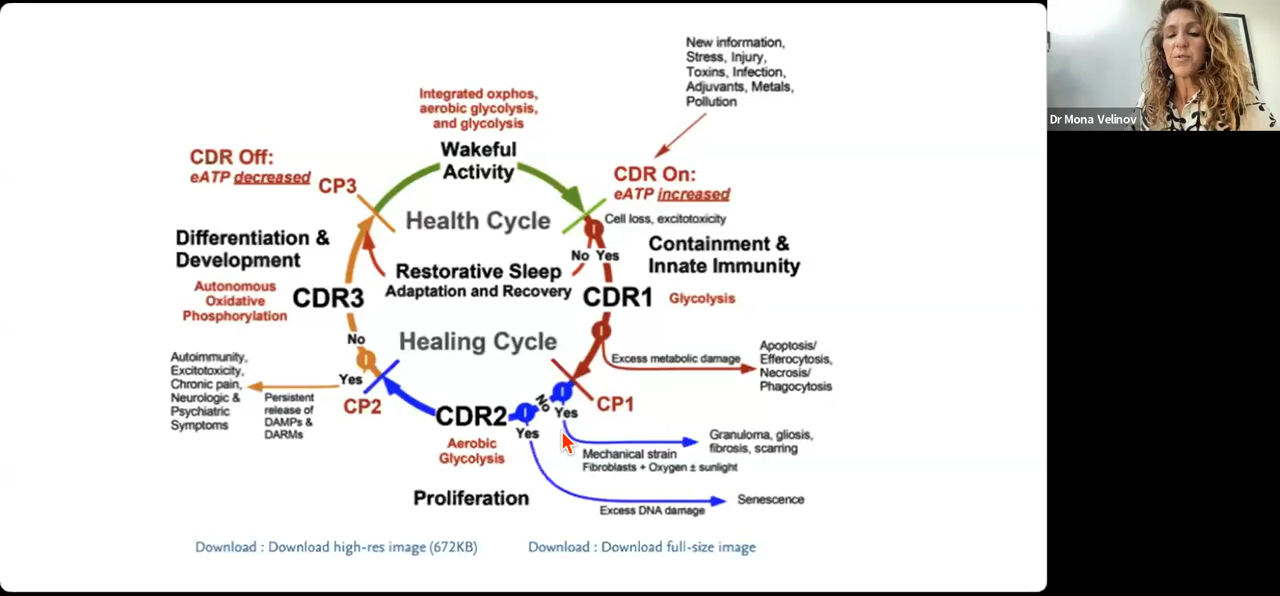 New information,
Stress, Injury,
Toxins, Infection,
Adjuvants, Metals,
Pollution
Dr Mona Velinov
Integrated oxphos,
aerobic glycolysis,
and glycolysis
Wakeful
Activity
CDR Off:
eATP decreased
CP3
CDR On:
eATP increased
Cell loss, excitotoxicity
Health Cycle
No Yes
Differentiation &
Development
Containment &
Innate Immunity
Restorative Sleep
Adaptation and Recovery
Autonomous
Oxidative
Phosphorylation
CDR3
CDR1
Glycolysis
Healing Cycle
No
Yes
Autoimmunity,
Excitotoxicity,
Chronic pain,
Neurologic &
Psychiatric
Symptoms
Persistent
release of
DAMPs &
DARMs
CP2
Excess metabolic damage
Apoptosis/
Efferocytosis,
Necrosis/
Phagocytosis
CP1
CDR2
No
Yes
Yes
Aerobic
Glycolysis
Mechanical strain
Fibroblasts + Oxygen ± sunlight
Granuloma, gliosis,
fibrosis, scarring
Proliferation
Excess DNA damage
Senescence
Download : Download high-res image (672KB)
Download : Download full-size image